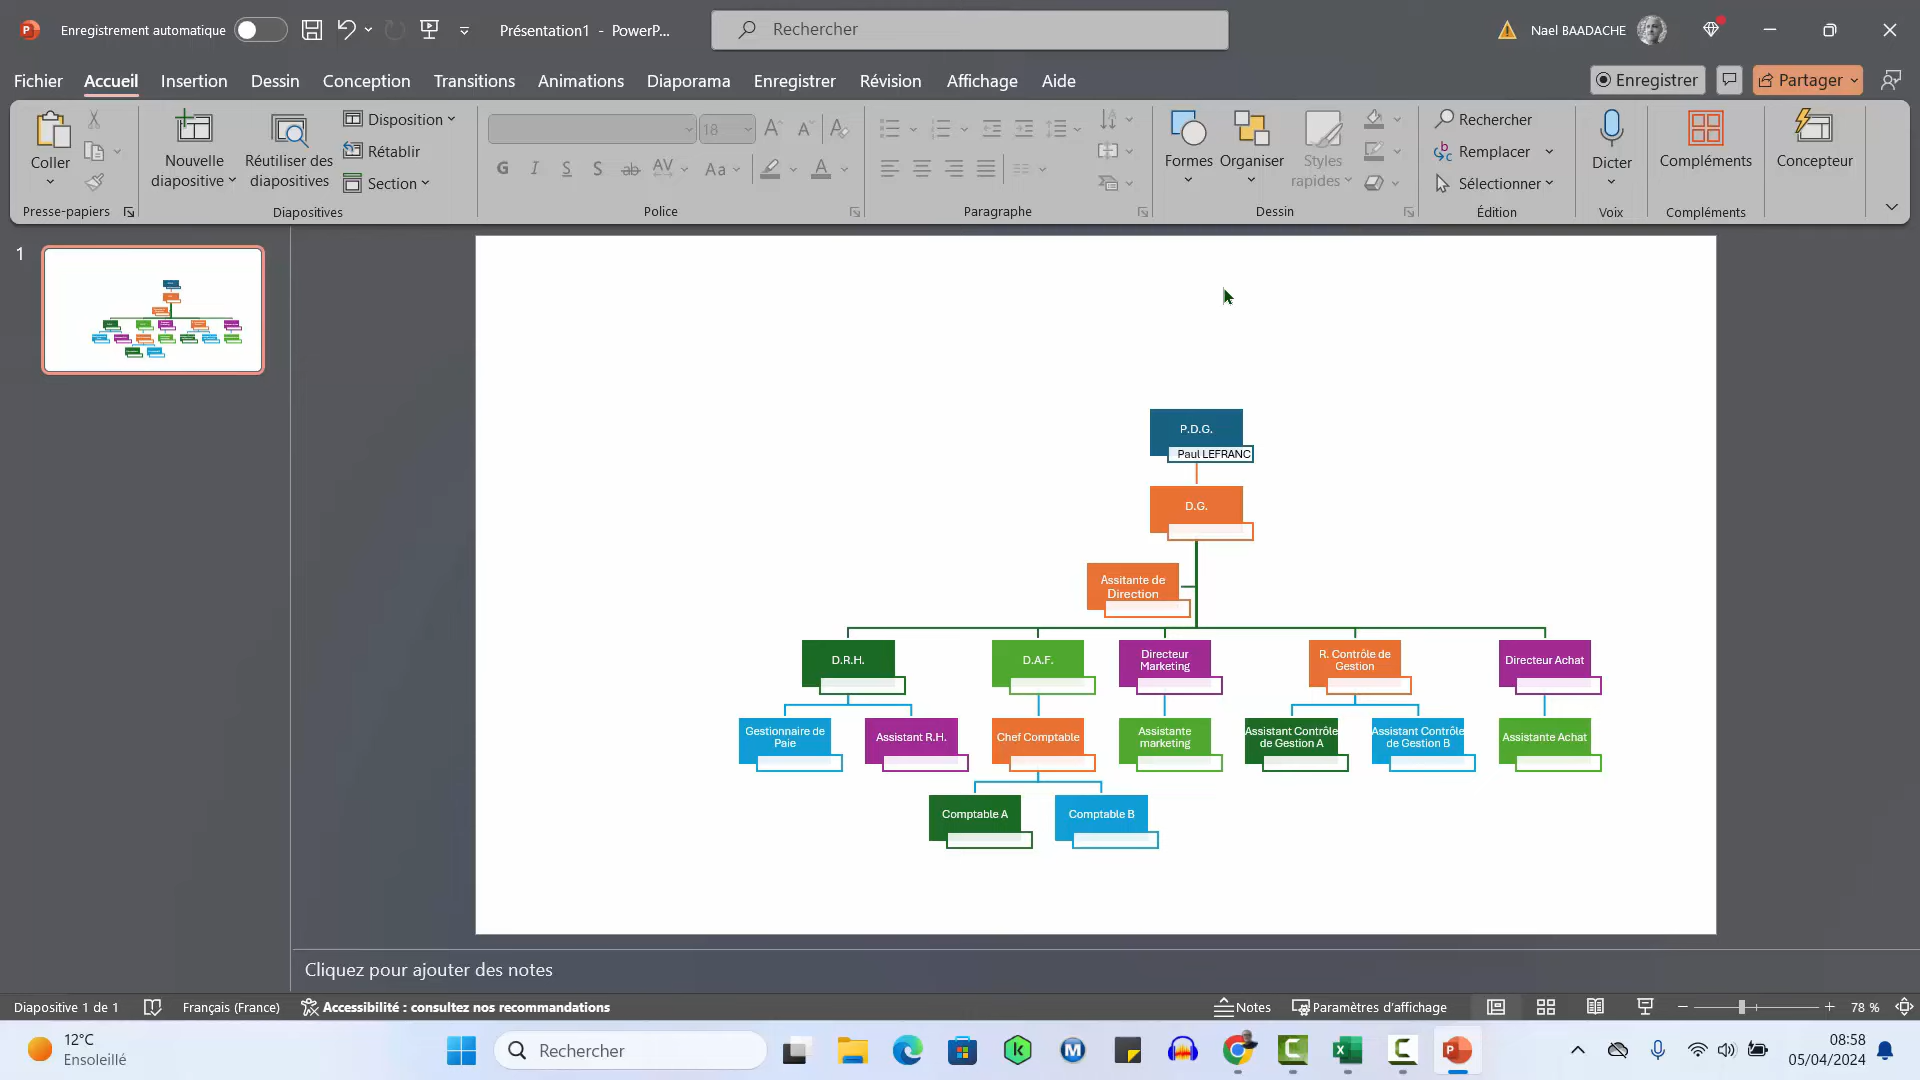 Enregistrement automatique
Présentation1 - PowerP...
Rechercher
Nael BAADACHE
Fichier Accueil Insertion Dessin Conception Transitions Animations Diaporama Enregistrer Révision Affichage Aide
Enregistrer
Partager
Coller
Nouvelle
diapositive
Réutiliser des
diapositives
Disposition
Rétablir
Section
18
G I S S ab AV Aa A
Formes
Organiser
Styles
rapides
Rechercher
Remplacer
Sélectionner
Dicter
Compléments
Concepteur
Presse-papiers
Diapositives
Police
Paragraphe
Dessin
Édition
Voix
Compléments
1
P.D.G.
Paul LEFRANC
D.G.
Assitante de
Direction
D.R.H.
D.A.F.
Directeur
Marketing
R. Contrôle de
Gestion
Directeur Achat
Gestionnaire de
Paie
Assistant R.H.
Chef Comptable
Assistante
marketing
Assistant Contrôle
de Gestion A
Assistant Contrôle
de Gestion B
Assistante Achat
Comptable A
Comptable B
Cliquez pour ajouter des notes
Diapositive 1 de 1
Français (France)
Accessibilité : consultez nos recommandations
Notes
Paramètres d'affichage
78 %
12°C
Ensoleillé
Rechercher
08:58
05/04/2024